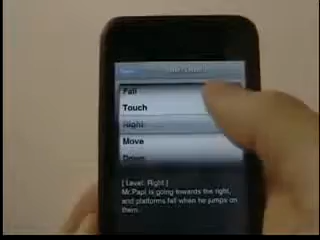 Fall
Touch
Right
Move
Down
[ Level: Right ]
Mr.Papi is going towards the right,
and platforms fall when he jumps on
them.